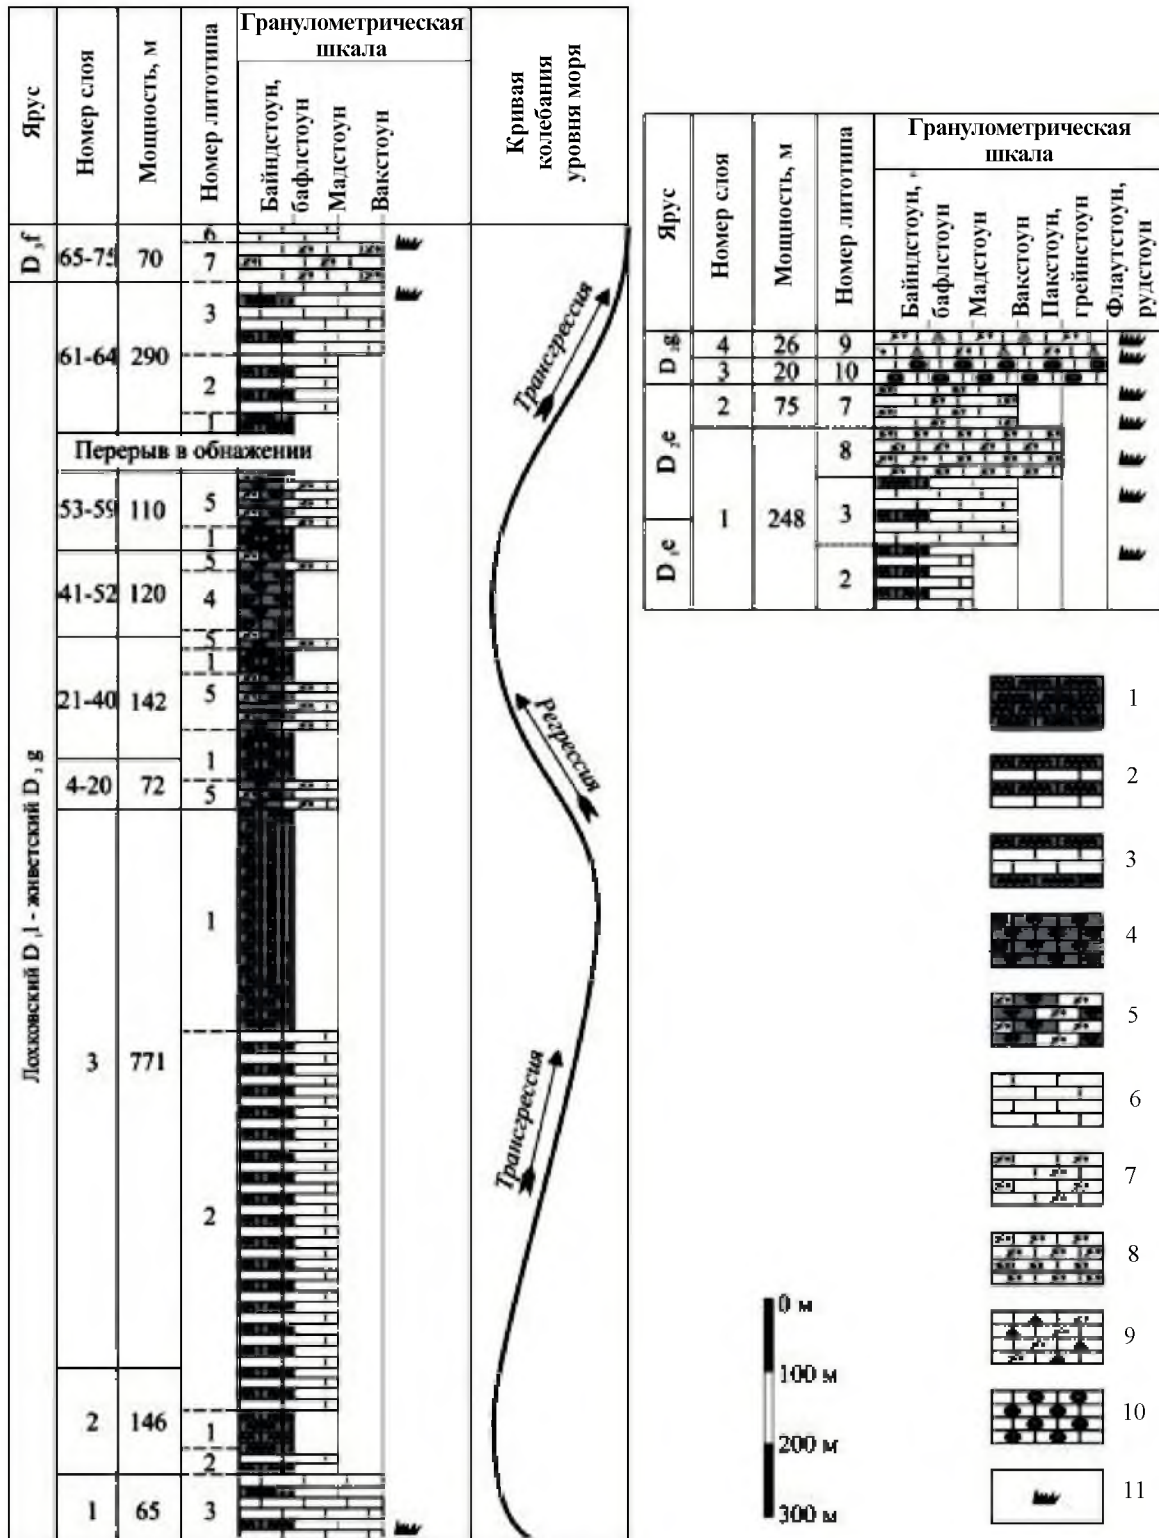 Ярус
Номер слоя
Мощность, м
Номер литотипа
Гранулометрическая
шкала
Байндстоун,
бафлстоун
Мадстоун
Вакстоун
Кривая
колебания
уровня моря
D₃f
65-75
70
6
7
61-64
290
3
2
1
Перерыв в обнажении
53-59
110
5
1
41-52
120
5
4
21-40
142
5
1
5
4-20
72
1
5
3
771
1
2
2
146
1
2
1
65
3
Лохковский D₁l - живетский D₂g
Трансгрессия
Регрессия
Трансгрессия
Ярус
Номер слоя
Мощность, м
Номер литотипа
Гранулометрическая
шкала
Байндстоун,
бафлстоун
Мадстоун
Вакстоун
Пакстоун,
грейнстоун
Флаутстоун,
рудстоун
D₂g
4
26
9
3
20
10
D₂e
2
75
7
8
D₁e
1
248
3
2
1
2
3
4
5
6
7
8
9
10
11
0 м
100 м
200 м
300 м